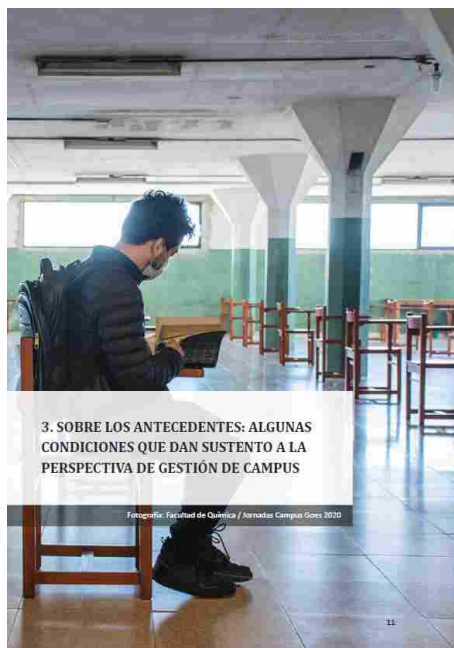 3. SOBRE LOS ANTECEDENTES: ALGUNAS
CONDICIONES QUE DAN SUSTENTO A LA
PERSPECTIVA DE GESTIÓN DE CAMPUS
Fotografía: Facultad de Química / Jornadas Campus Goes 2020
11